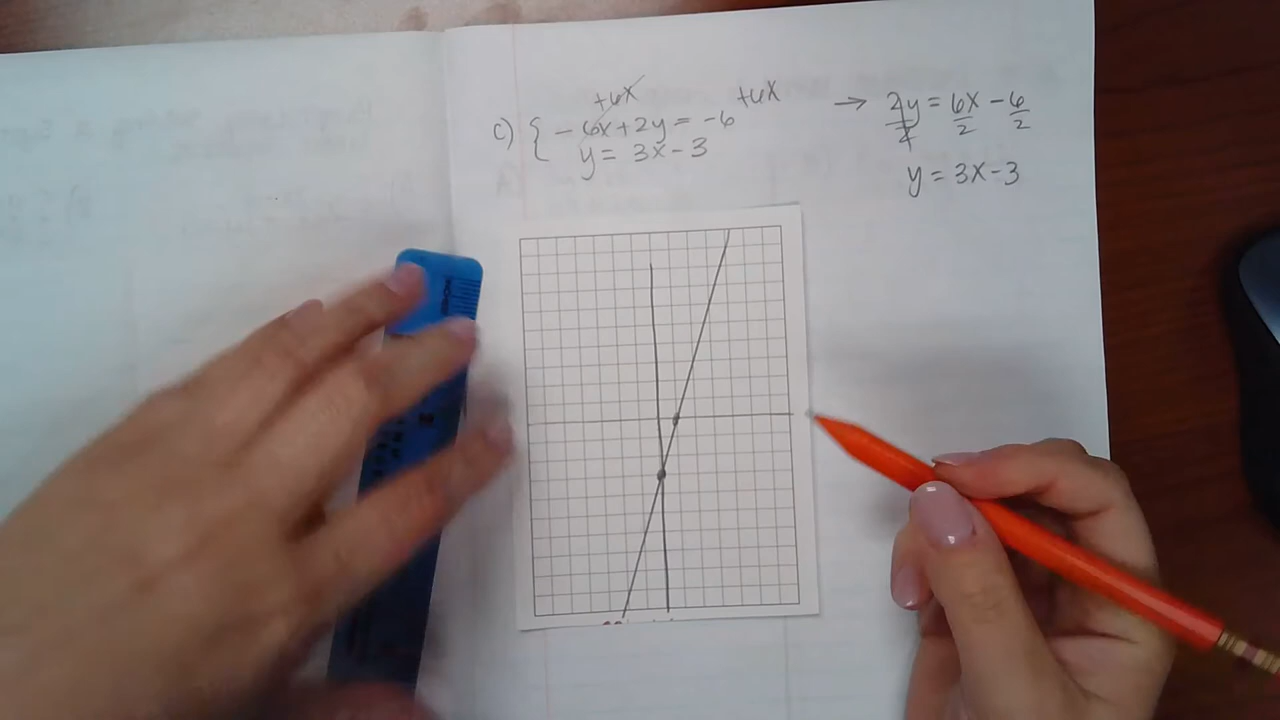 +6x +6x
c) { -6x+2y = -6
y = 3x-3
→ 2y/2 = 6x/2 - 6/2
y = 3x-3